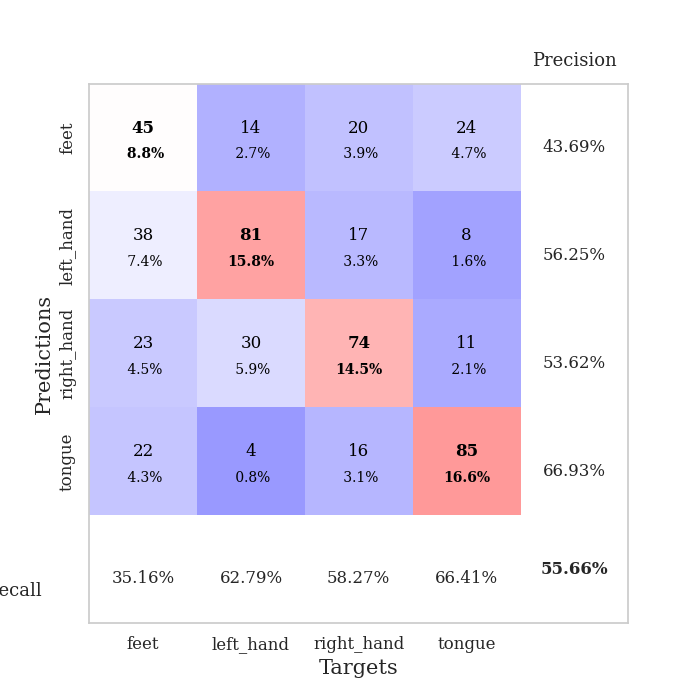 Precision
feet
45 14 20 24
8.8% 2.7% 3.9% 4.7%
43.69%
left_hand
38 81 17 8
7.4% 15.8% 3.3% 1.6%
56.25%
Predictions
right_hand
23 30 74 11
4.5% 5.9% 14.5% 2.1%
53.62%
tongue
22 4 16 85
4.3% 0.8% 3.1% 16.6%
66.93%
ecall
35.16% 62.79% 58.27% 66.41% 55.66%
feet left_hand right_hand tongue
Targets